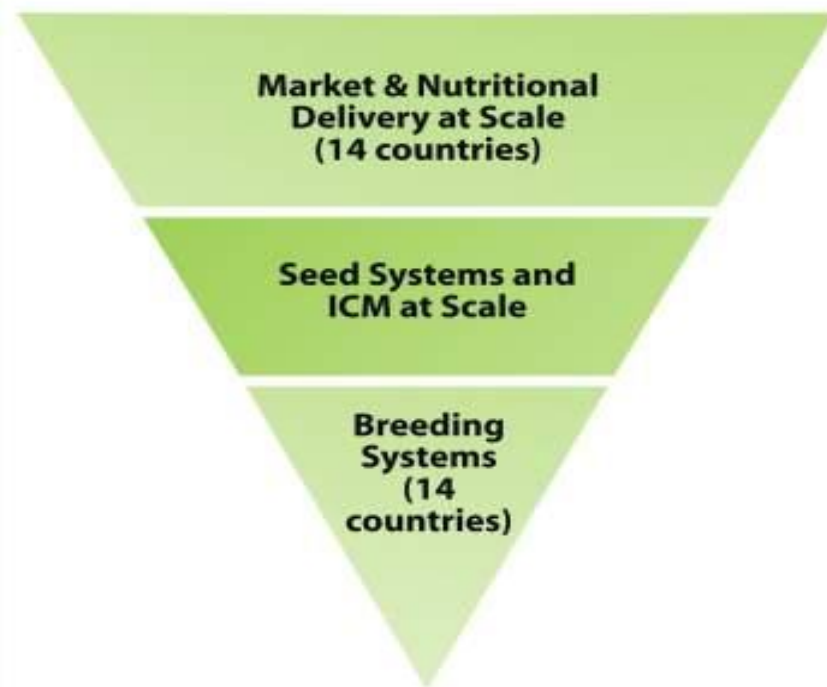 Market & Nutritional
Delivery at Scale
(14 countries)
Seed Systems and
ICM at Scale
Breeding
Systems
(14
countries)